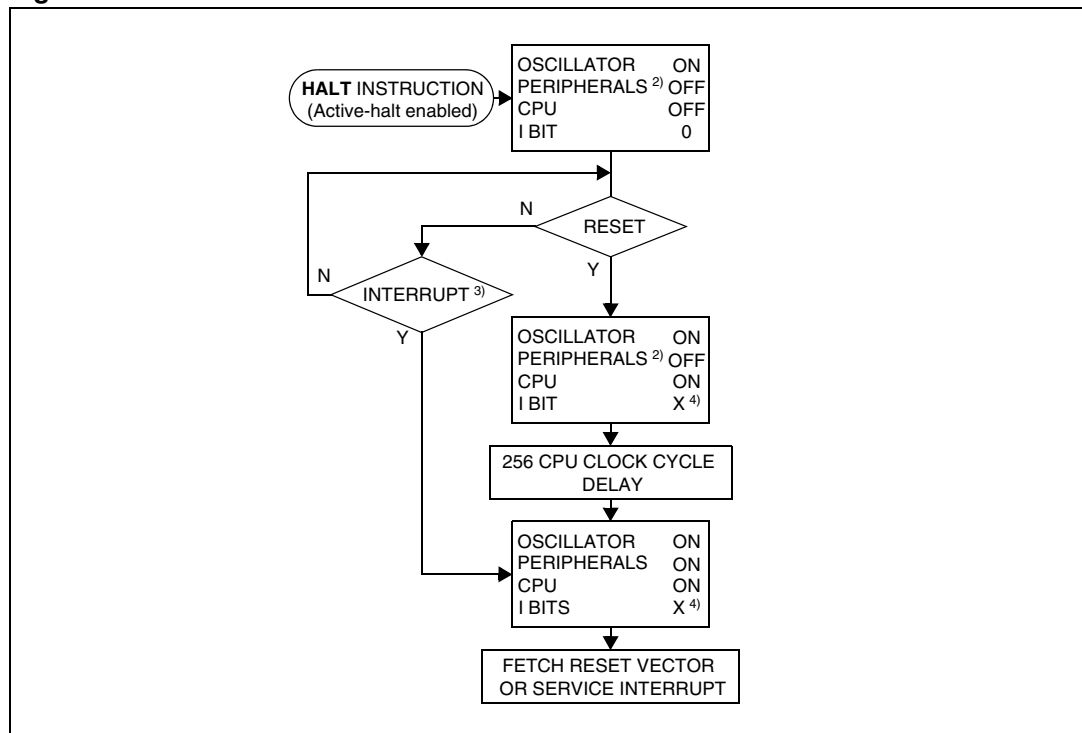 HALT INSTRUCTION
(Active-halt enabled)
OSCILLATOR ON
PERIPHERALS 2) OFF
CPU OFF
I BIT 0
RESET
N
Y
INTERRUPT 3)
N
Y
OSCILLATOR ON
PERIPHERALS 2) OFF
CPU ON
I BIT X 4)
256 CPU CLOCK CYCLE
DELAY
OSCILLATOR ON
PERIPHERALS ON
CPU ON
I BITS X 4)
FETCH RESET VECTOR
OR SERVICE INTERRUPT